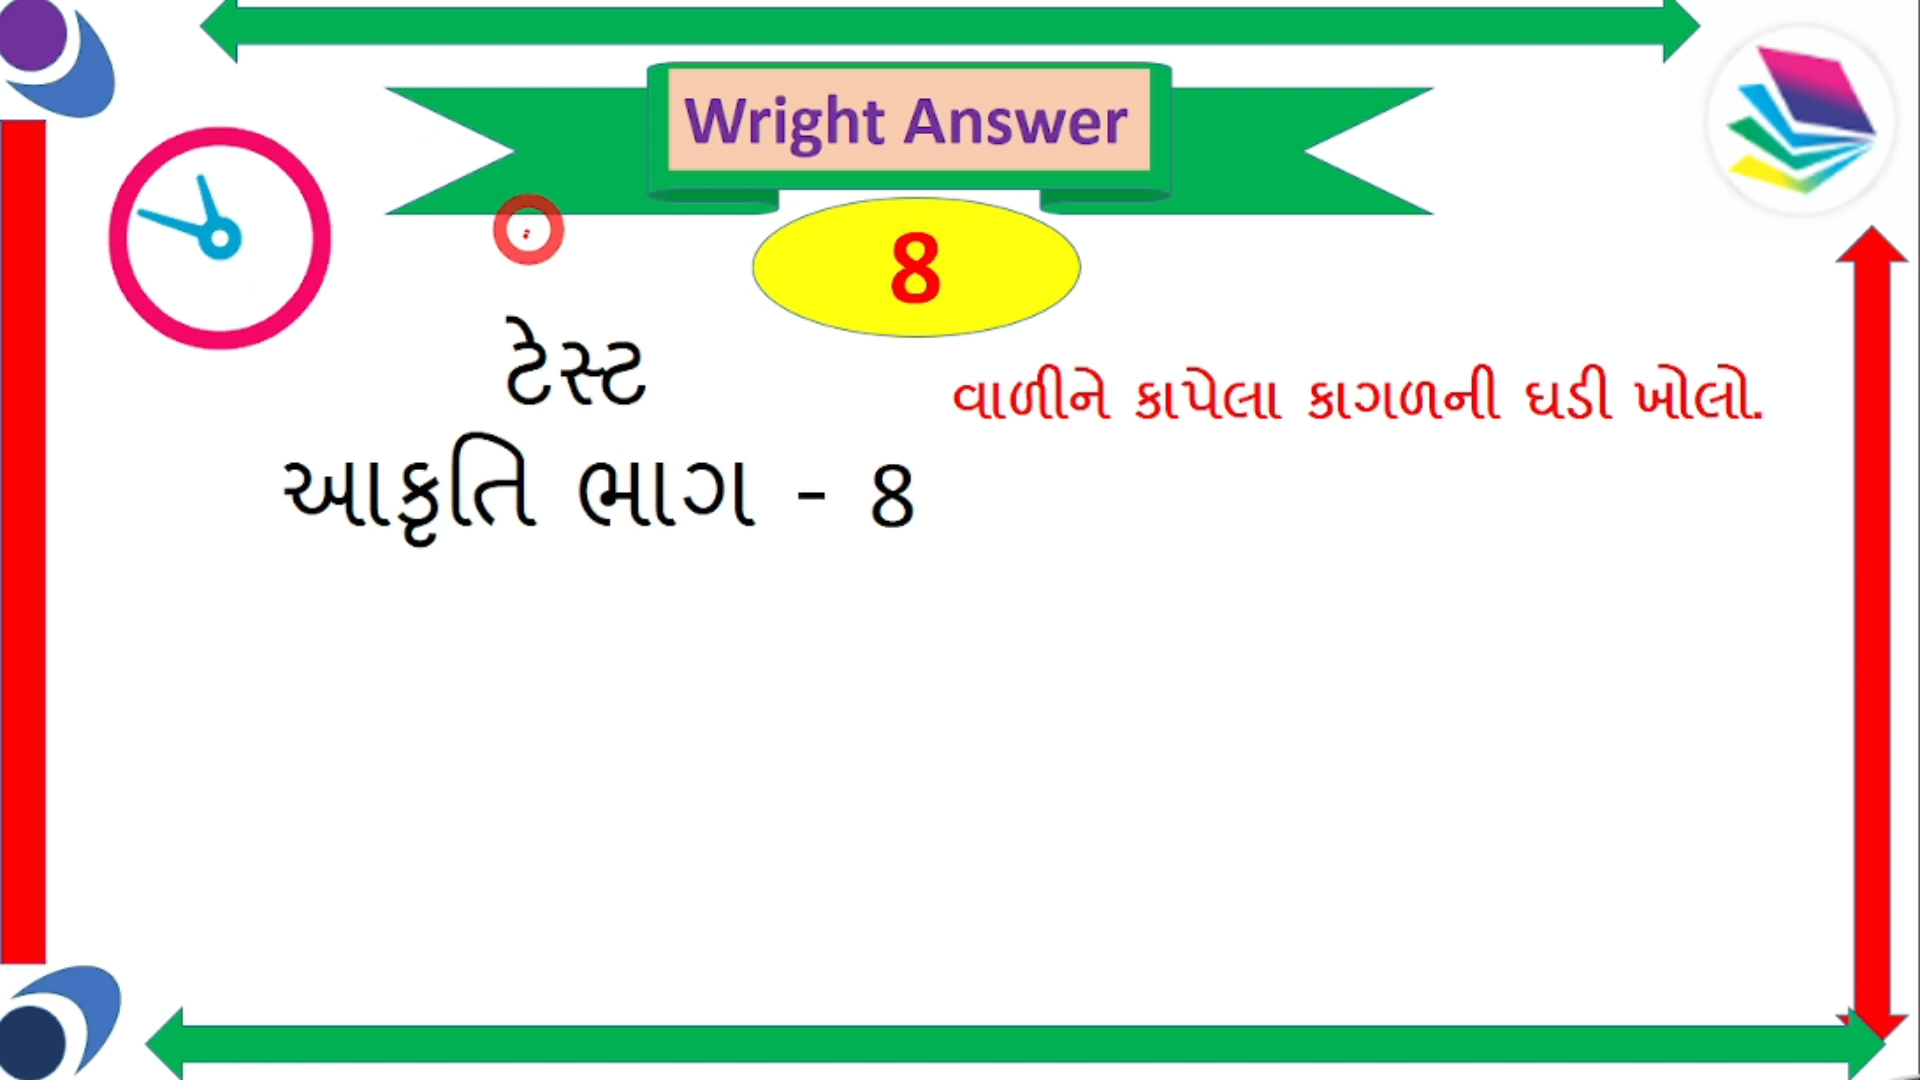 Wright Answer
8
ટેસ્ટ
વાળીને કાપેલા કાગળની ઘડી ખોલો.
આકૃતિ ભાગ - 8